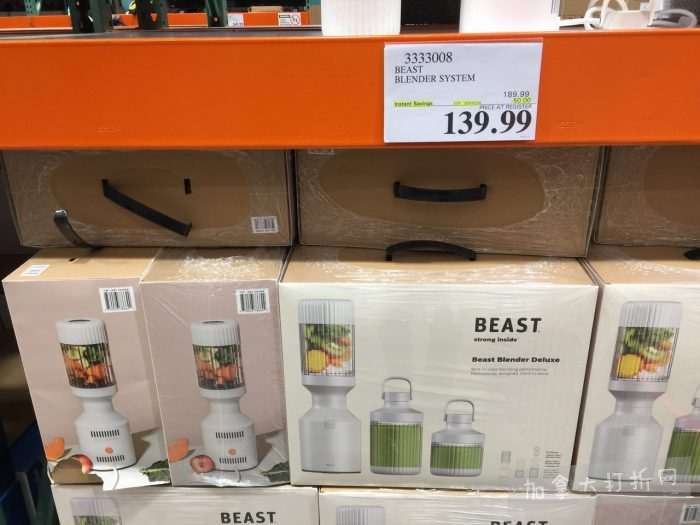 3333008
BEAST
BLENDER SYSTEM
189.99
Instant Savings
50.00
PRICE AT REGISTER
139.99
BEAST
strong inside
Beast Blender Deluxe
BEAST
BEAST
加拿大打折网